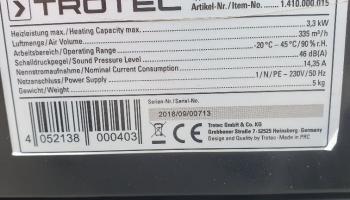 TROTEC
Artikel-Nr. / Item-No. 1.410.000.015
Heizleistung max. / Heating Capacity max. 3,3 kW
Luftmenge / Air Volume 335 m³/h
Arbeitsbereich / Operating Range -20°C – 45°C/90 % r.H.
Schalldruckpegel / Sound Pressure Level 46 dB(A)
Nennstromaufnahme / Nominal Current Consumption 14,35 A
Netzanschluss / Power Supply 1 / N / PE ~ 230V / 50 Hz
Gewicht / Weight 5 kg
Serien-Nr. / Serial-No.
2018/09/00713
CE
Trotec GmbH & Co. KG
Grebbener Straße 7 · 52525 Heinsberg, Germany
Design and Quality by Trotec · Made in PRC
4 052138 000403